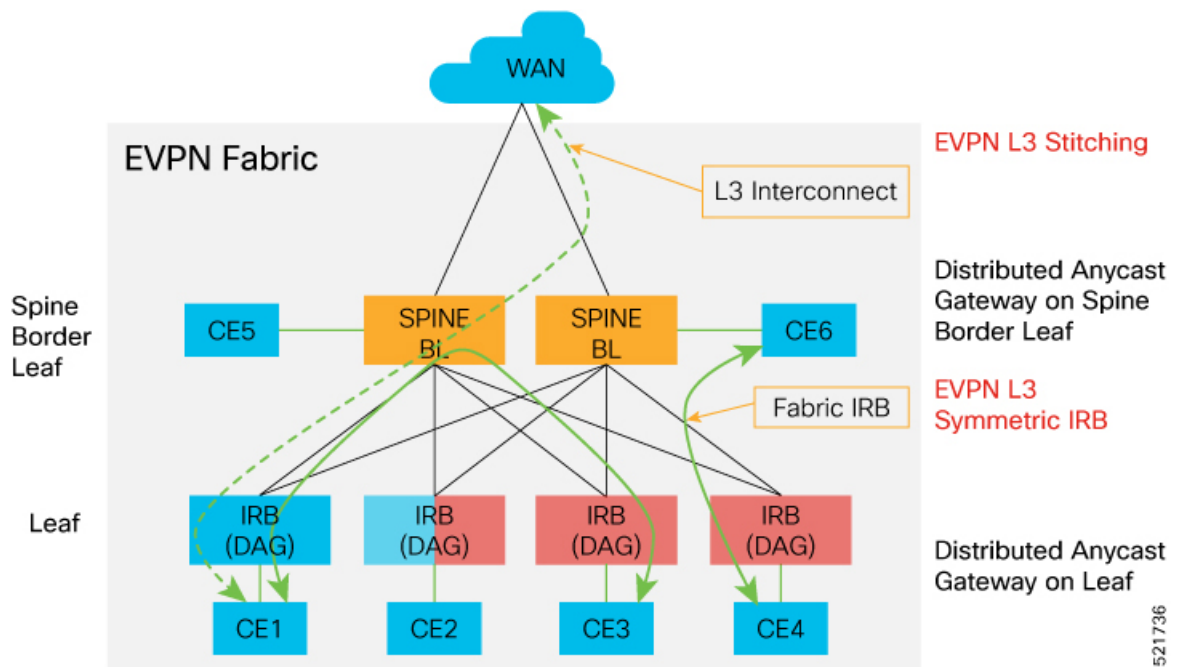 WAN
EVPN Fabric
EVPN L3 Stitching
L3 Interconnect
Spine
Border
Leaf
CE5
SPINE
BL
SPINE
BL
CE6
Distributed Anycast
Gateway on Spine
Border Leaf
Fabric IRB
EVPN L3
Symmetric IRB
Leaf
IRB
(DAG)
IRB
(DAG)
IRB
(DAG)
IRB
(DAG)
Distributed Anycast
Gateway on Leaf
CE1
CE2
CE3
CE4
521736